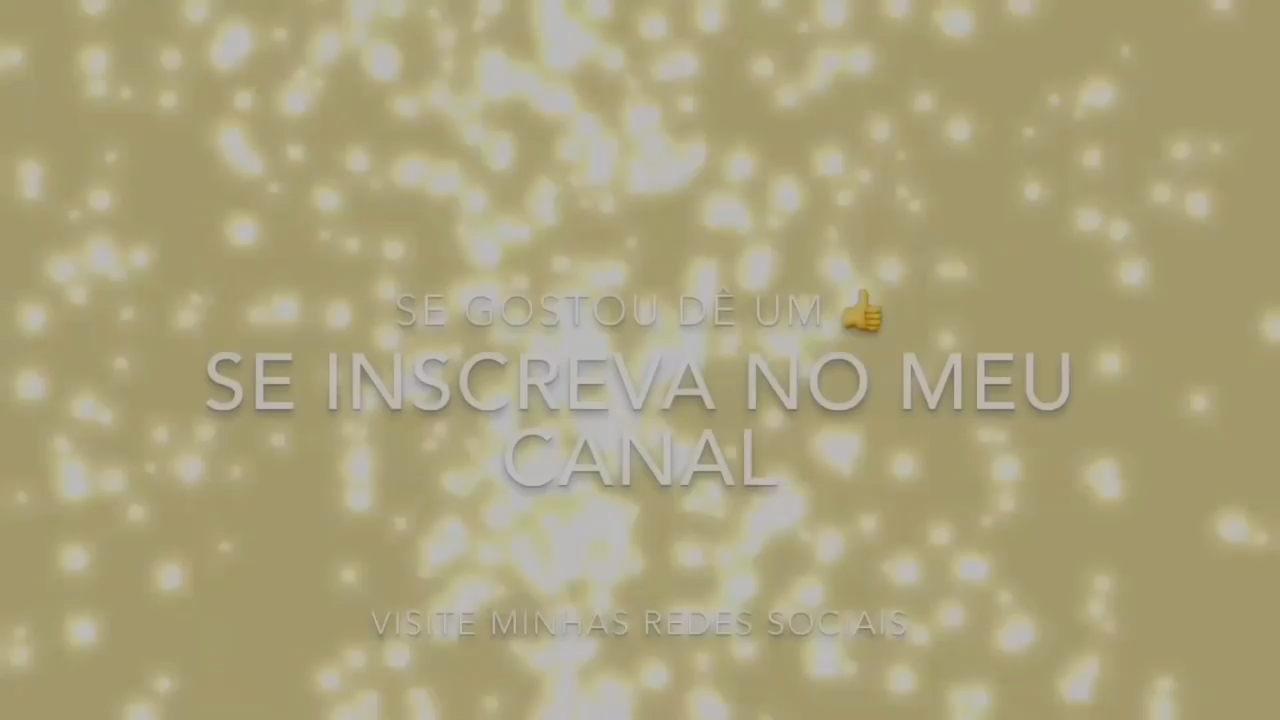 SE GOSTOU DÊ UM 👍
SE INSCREVA NO MEU
CANAL
VISITE MINHAS REDES SOCIAIS